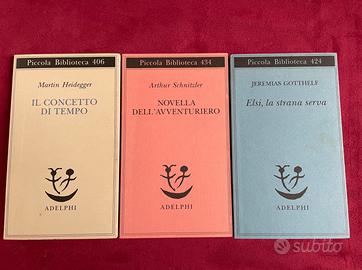 Piccola Biblioteca 406
Martin Heidegger
IL CONCETTO
DI TEMPO
ADELPHI
Piccola Biblioteca 434
Arthur Schnitzler
NOVELLA
DELL'AVVENTURIERO
ADELPHI
Piccola Biblioteca 424
JEREMIAS GOTTHELF
Elsi, la strana serva
ADELPHI
subito